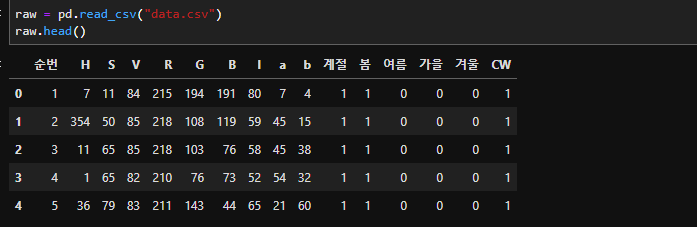 raw = pd.read_csv("data.csv")
raw.head()
순번 H S V R G B I a b 계절 봄 여름 가을 겨울 CW
0 1 7 11 84 215 194 191 80 7 4 1 1 0 0 0 1
1 2 354 50 85 218 108 119 59 45 15 1 1 0 0 0 1
2 3 11 65 85 218 103 76 58 45 38 1 1 0 0 0 1
3 4 1 65 82 210 76 73 52 54 32 1 1 0 0 0 1
4 5 36 79 83 211 143 44 65 21 60 1 1 0 0 0 1